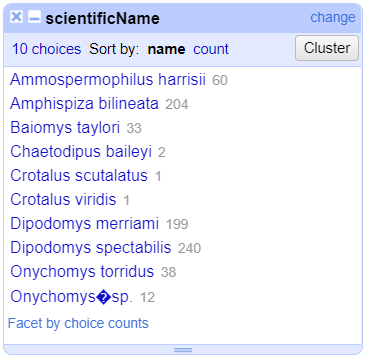 scientificName change
10 choices Sort by: name count Cluster
Ammospermophilus harrisii 60
Amphispiza bilineata 204
Baiomys taylori 33
Chaetodipus baileyi 2
Crotalus scutalatus 1
Crotalus viridis 1
Dipodomys merriami 199
Dipodomys spectabilis 240
Onychomys torridus 38
Onychomys�sp. 12
Facet by choice counts